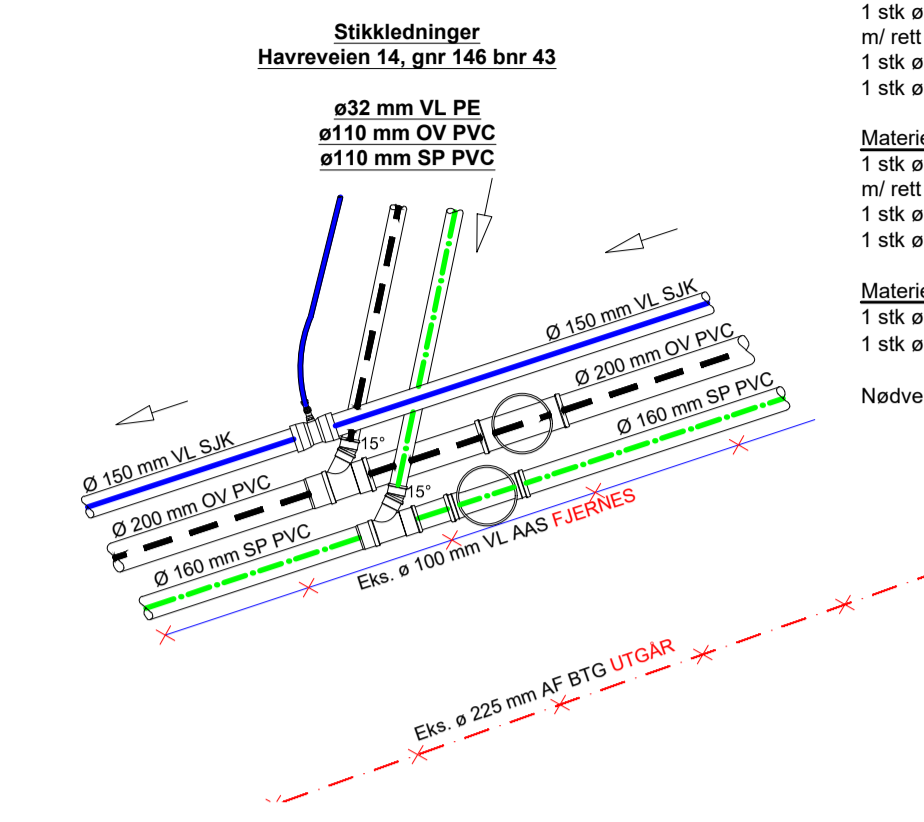 Stikkledninger
Havreveien 14, gnr 146 bnr 43
ø32 mm VL PE
ø110 mm OV PVC
ø110 mm SP PVC
Ø 150 mm VL SJK
Ø 200 mm OV PVC
Ø 160 mm SP PVC
15°
15°
Ø 150 mm VL SJK
Ø 200 mm OV PVC
Ø 160 mm SP PVC
Eks. ø 100 mm VL AAS FJERNES
Eks. ø 225 mm AF BTG UTGÅR
1 stk ø
m/ rett
1 stk ø
1 stk ø
Materie
1 stk ø
m/ rett
1 stk ø
1 stk ø
Materie
1 stk ø
1 stk ø
Nødve